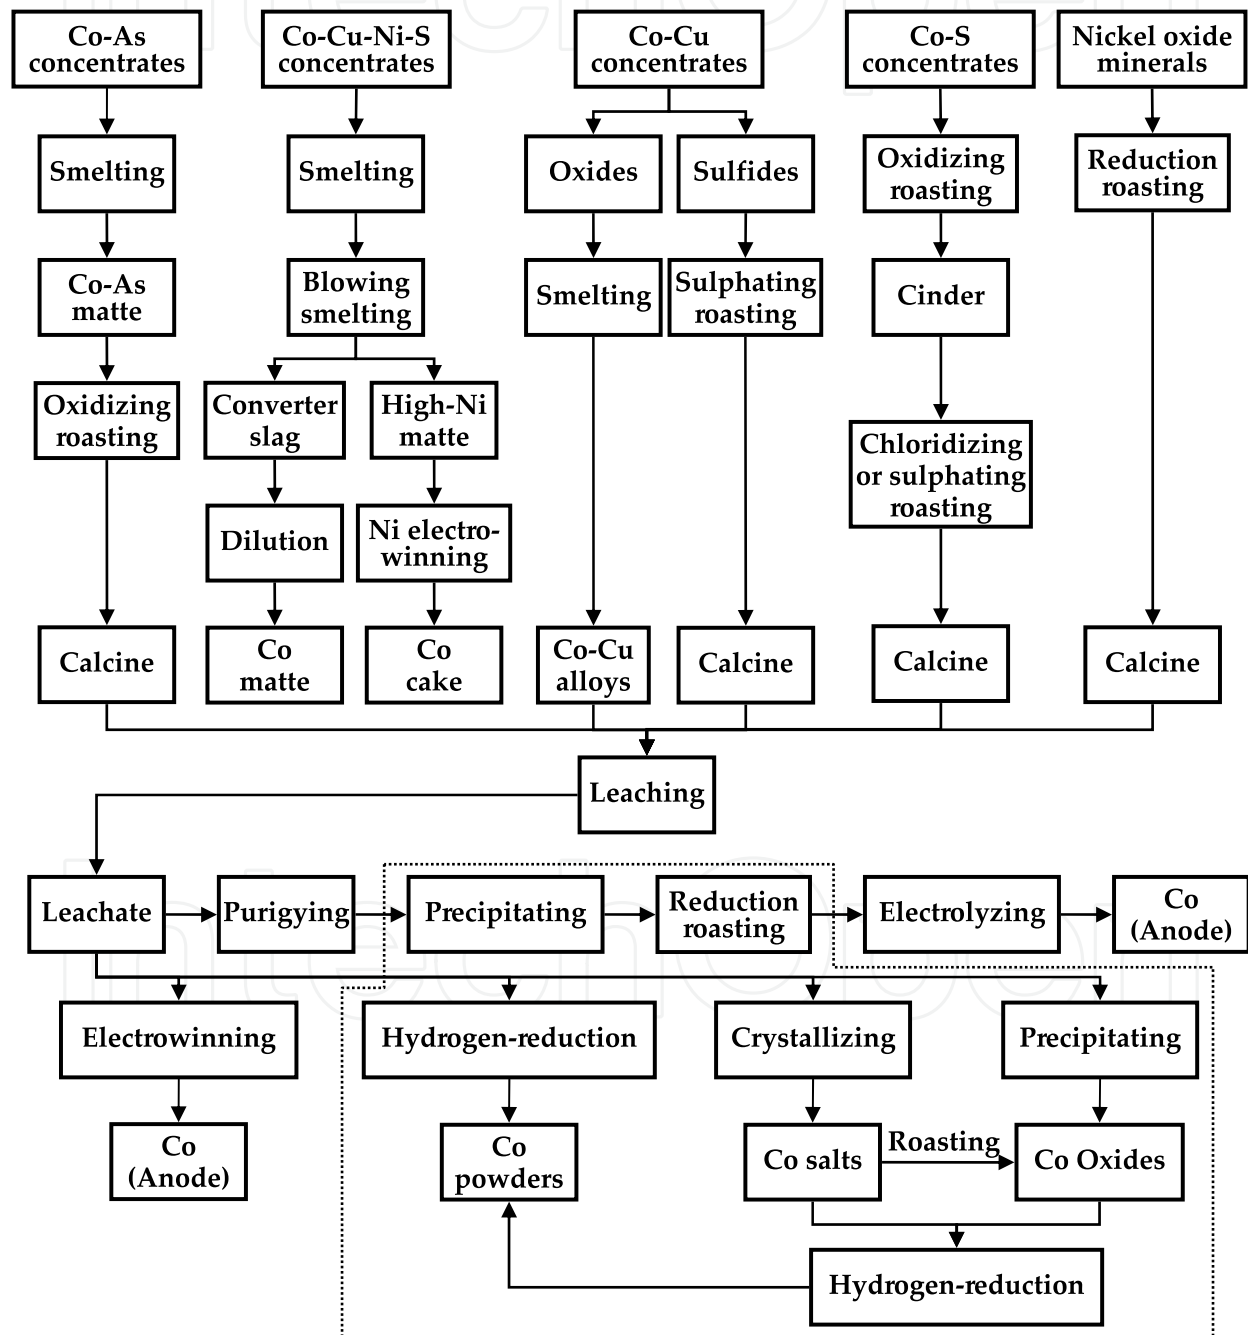 Co-As
concentrates
Co-Cu-Ni-S
concentrates
Co-Cu
concentrates
Co-S
concentrates
Nickel oxide
minerals
Smelting
Smelting
Oxides
Sulfides
Oxidizing
roasting
Reduction
roasting
Co-As
matte
Blowing
smelting
Smelting
Sulphating
roasting
Cinder
Oxidizing
roasting
Converter
slag
High-Ni
matte
Chloridizing
or sulphating
roasting
Dilution
Ni electro-
winning
Calcine
Co
matte
Co
cake
Co-Cu
alloys
Calcine
Calcine
Calcine
Leaching
Leachate
Purigying
Precipitating
Reduction
roasting
Electrolyzing
Co
(Anode)
Electrowinning
Hydrogen-reduction
Crystallizing
Precipitating
Co
(Anode)
Co
powders
Co salts
Roasting
Co Oxides
Hydrogen-reduction
IntechOpen
IntechOpen